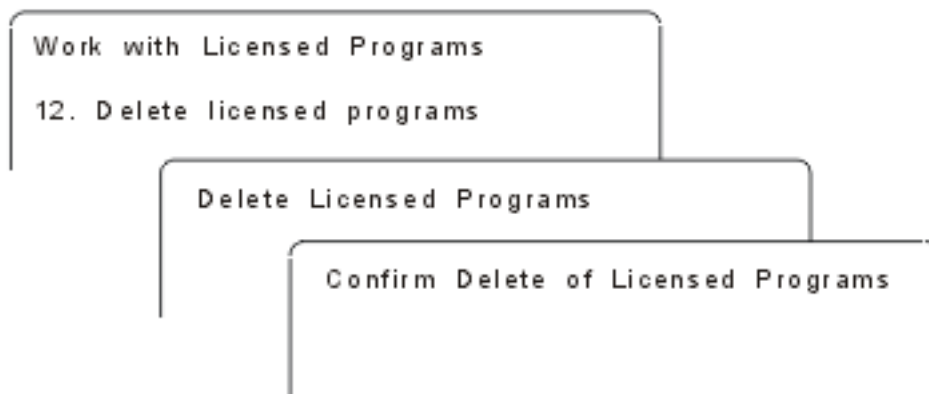 Work with Licensed Programs
12. Delete licensed programs
Delete Licensed Programs
Confirm Delete of Licensed Programs